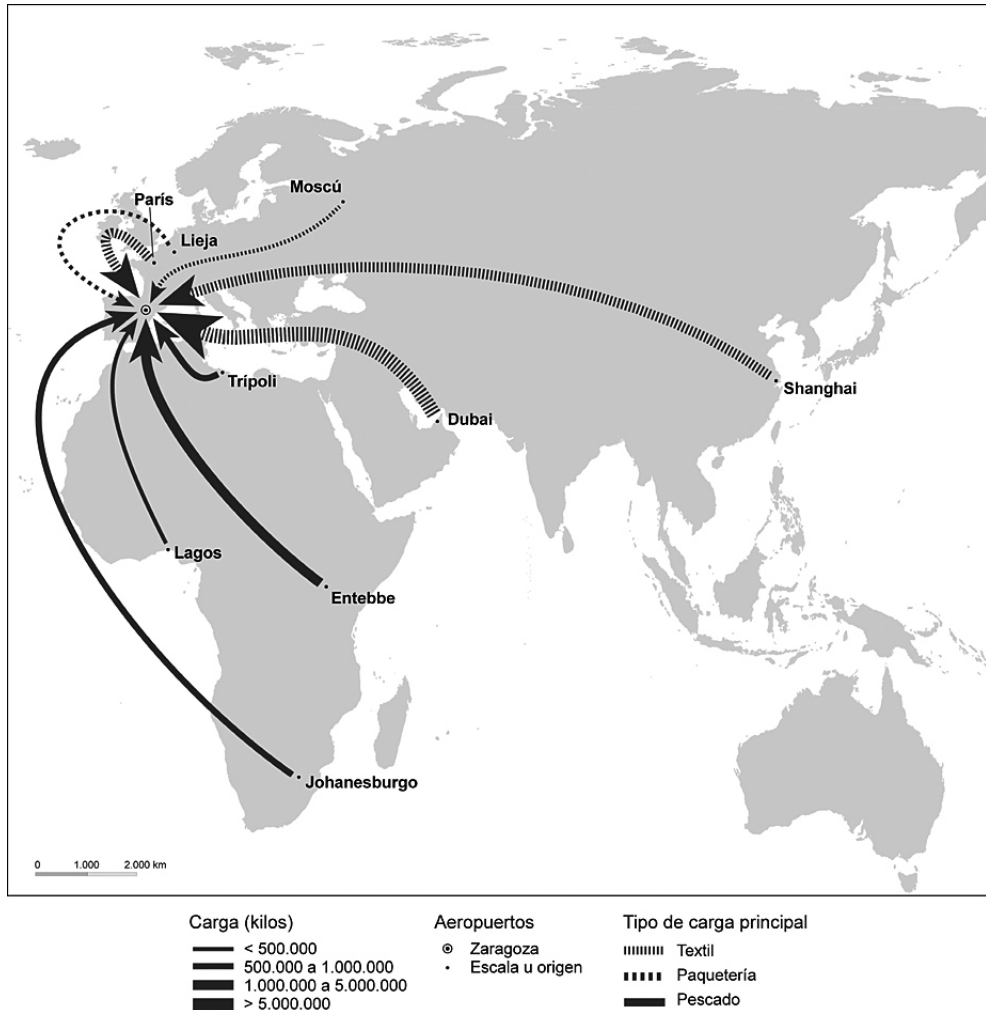 Moscú
París
Lieja
Shanghai
Trípoli
Dubai
Lagos
Entebbe
Johanesburgo
0 1.000 2.000 km
Carga (kilos)
< 500.000
500.000 a 1.000.000
1.000.000 a 5.000.000
> 5.000.000
Aeropuertos
Zaragoza
Escala u origen
Tipo de carga principal
Textil
Paquetería
Pescado